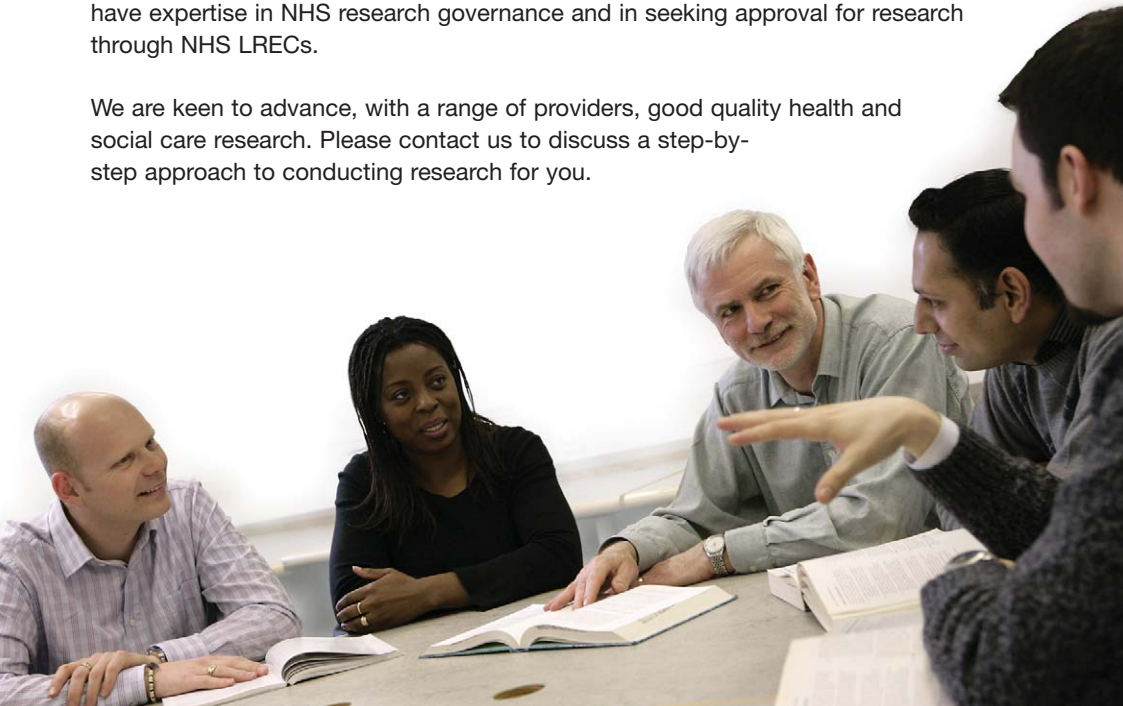 have expertise in NHS research governance and in seeking approval for research
through NHS LRECs.
We are keen to advance, with a range of providers, good quality health and
social care research. Please contact us to discuss a step-by-
step approach to conducting research for you.